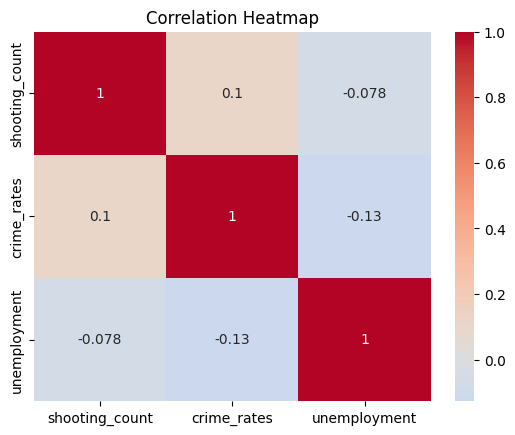 Correlation Heatmap
shooting_count
1
0.1
-0.078
crime_rates
0.1
1
-0.13
unemployment
-0.078
-0.13
1
shooting_count
crime_rates
unemployment
1.0
0.8
0.6
0.4
0.2
0.0